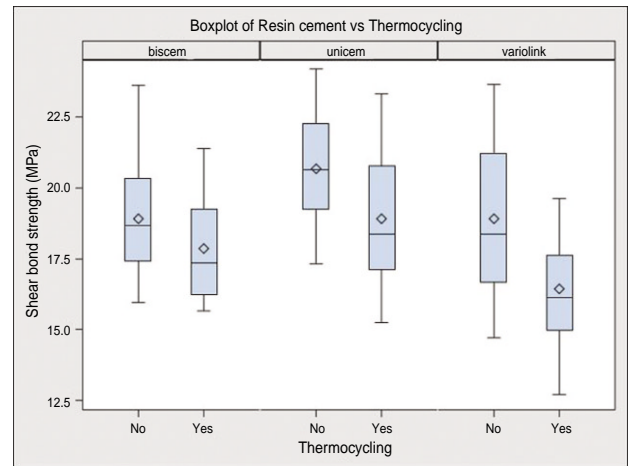 Boxplot of Resin cement vs Thermocycling
biscem unicem variolink
Shear bond strength (MPa)
22.5
20.0
17.5
15.0
12.5
No Yes No Yes No Yes
Thermocycling